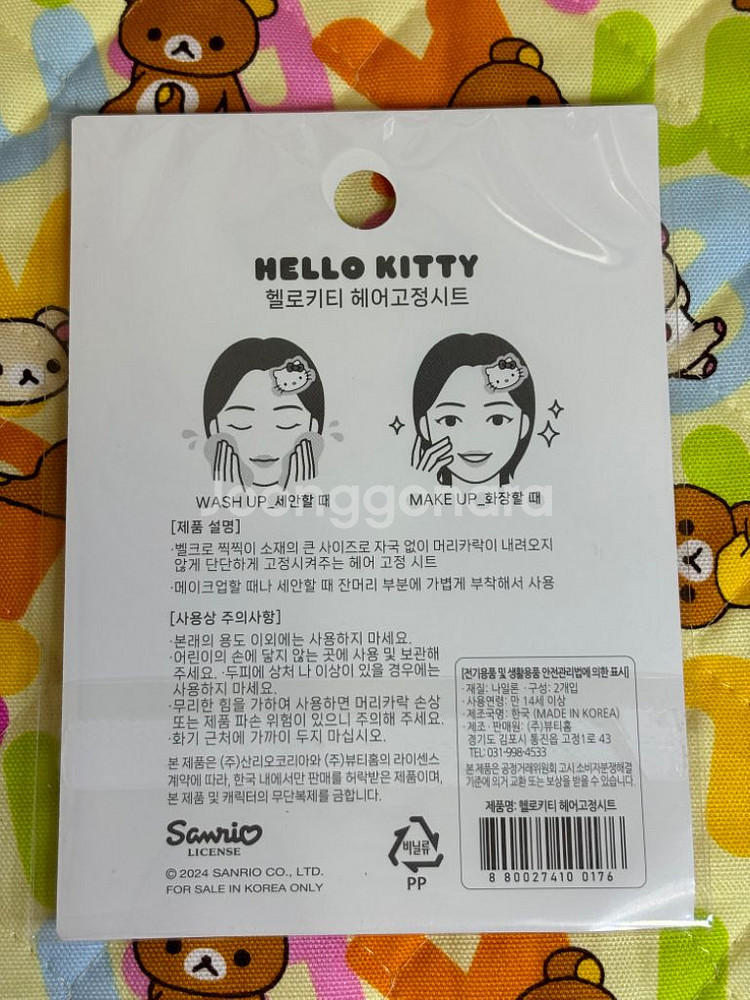 HELLO KITTY
헬로키티 헤어고정시트
WASH UP_세안할 때
MAKE UP_화장할 때
Joonggonara
[제품 설명]
·벨크로 찍찍이 소재의 큰 사이즈로 자국 없이 머리카락이 내려오지
않게 단단하게 고정시켜주는 헤어 고정 시트
·메이크업할 때나 세안할 때 잔머리 부분에 가볍게 부착해서 사용
[사용상 주의사항]
·본래의 용도 이외에는 사용하지 마세요.
·어린이의 손에 닿지 않는 곳에 사용 및 보관해
주세요. ·두피에 상처 나 이상이 있을 경우에는
사용하지 마세요.
·무리한 힘을 가하여 사용하면 머리카락 손상
또는 제품 파손 위험이 있으니 주의해 주세요.
·화기 근처에 가까이 두지 마십시오.
본 제품은 (주)산리오코리아와 (주)뷰티홈의 라이센스
계약에 따라, 한국 내에서만 판매를 허락받은 제품이며,
본 제품 및 캐릭터의 무단복제를 금합니다.
Sanrio
LICENSE
© 2024 SANRIO CO., LTD.
FOR SALE IN KOREA ONLY
비닐류
PP
[전기용품 및 생활용품 안전관리법에 의한 표시]
·재질: 나일론 ·구성: 2개입
·사용연령: 만 14세 이상
·제조국명: 한국 (MADE IN KOREA)
·제조·판매원: (주)뷰티홈
경기도 김포시 통진읍 고정1로 43
TEL: 031-998-4533
본 제품은 공정거래위원회 고시 소비자분쟁해결
기준에 의거 교환 또는 보상을 받을 수 있습니다.
제품명: 헬로키티 헤어고정시트
8 80027410 0176